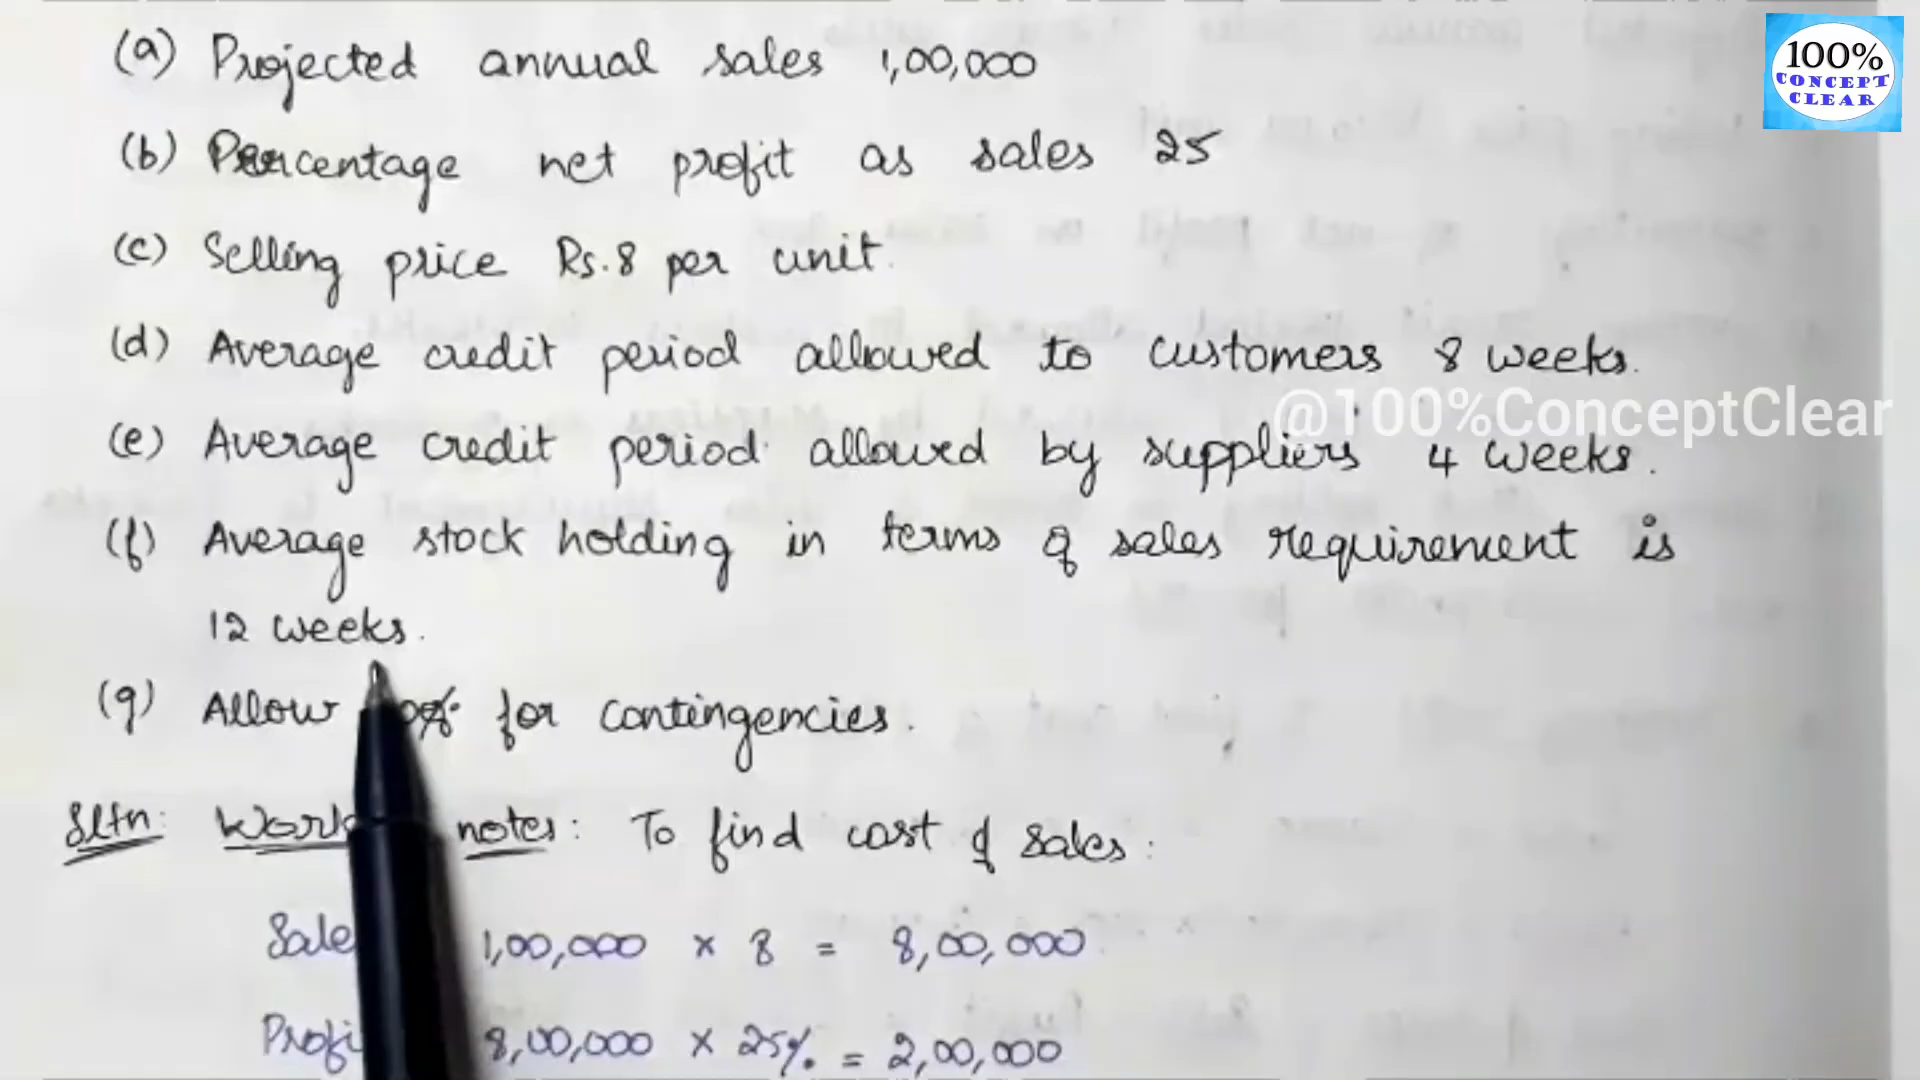 100%
CONCEPT
CLEAR
(a) Projected annual sales 1,00,000
(b) Percentage net profit as sales 25
(c) Selling price Rs.8 per unit.
(d) Average credit period allowed to customers 8 weeks.
@100%ConceptClear
(e) Average credit period allowed by suppliers 4 weeks.
(f) Average stock holding in terms of sales requirement is
12 weeks.
(g) Allow for contingencies.
Sltn: notes: To find cost of sales:
1,00,000 × 8 = 8,00,000
8,00,000 × 25% = 2,00,000